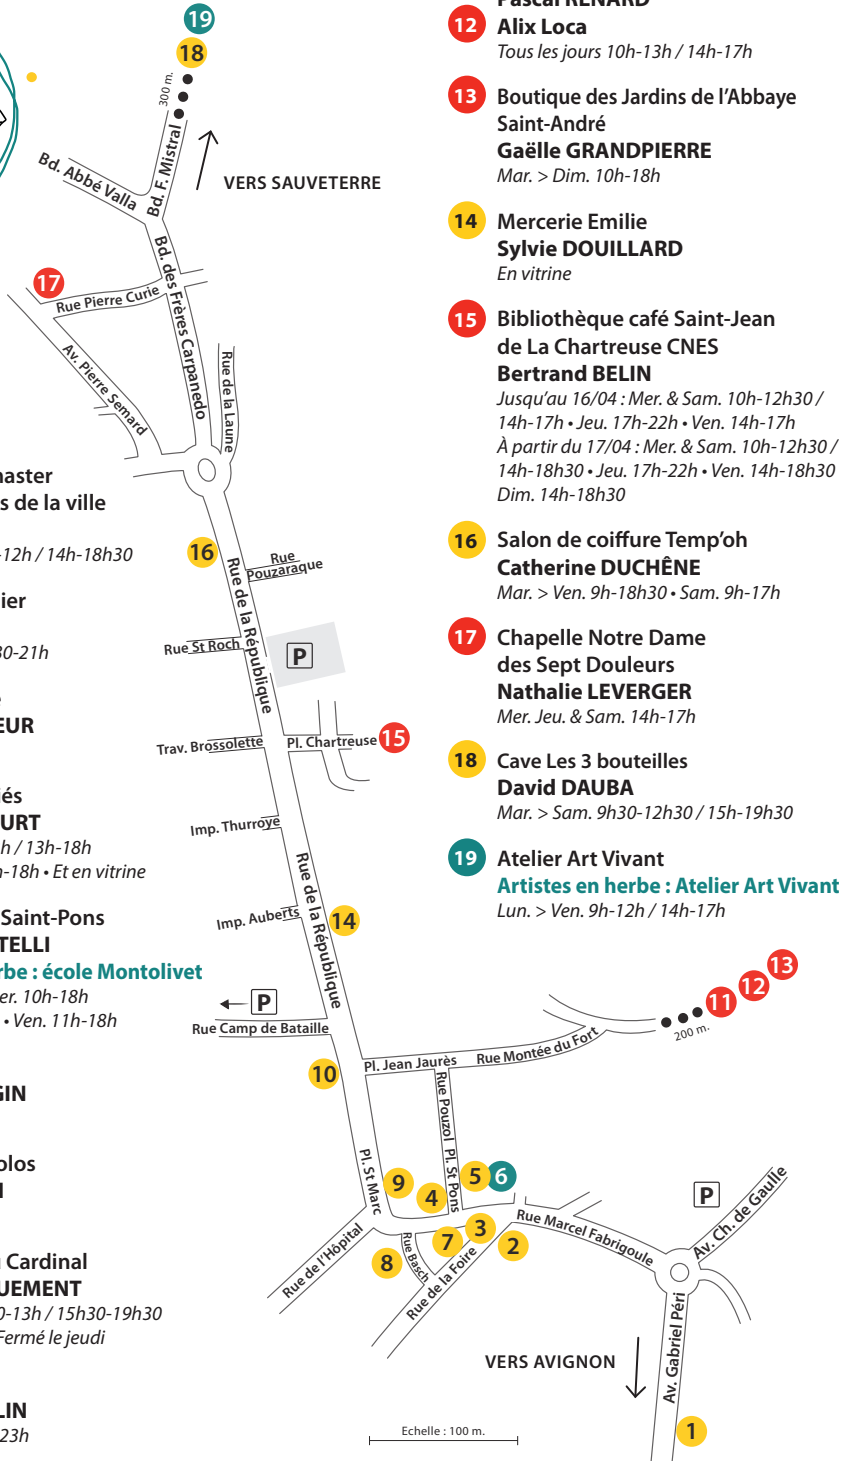 19
18
300 m.
Bd. F. Mistral
Bd. Abbé Valla
VERS SAUVETERRE
17
Rue Pierre Curie
Bd. des Frères Carpanedo
Av. Pierre Semard
Rue de la Laune
16
Rue
Pouzaraque
Rue de la République
Rue St Roch
P
Trav. Brossolette
Pl. Chartreuse
15
Imp. Thurroye
Rue de la République
Imp. Auberts
14
P
Rue Camp de Bataille
10
Pl. Jean Jaurès
Rue Montée du Fort
200 m.
11
12
13
Rue Pouzol
Pl. St Pons
Pl. St Marc
9
4
5
6
3
7
2
8
Rue Basch
Rue de l'Hôpital
Rue de la Foire
Rue Marcel Fabrigoule
P
Av. Ch. de Gaulle
Av. Gabriel Péri
VERS AVIGNON
1
Echelle : 100 m.
aster
s de la ville
-12h / 14h-18h30
ier
30-21h
EUR
iés
URT
h / 13h-18h
-18h • Et en vitrine
Saint-Pons
TELLI
rbe : école Montolivet
er. 10h-18h
• Ven. 11h-18h
GIN
olos
Cardinal
UEMENT
0-13h / 15h30-19h30
Fermé le jeudi
LIN
23h
Pascal RENARD
12
Alix Loca
Tous les jours 10h-13h / 14h-17h
13
Boutique des Jardins de l'Abbaye
Saint-André
Gaëlle GRANDPIERRE
Mar. > Dim. 10h-18h
14
Mercerie Emilie
Sylvie DOUILLARD
En vitrine
15
Bibliothèque café Saint-Jean
de La Chartreuse CNES
Bertrand BELIN
Jusqu'au 16/04 : Mer. & Sam. 10h-12h30 /
14h-17h • Jeu. 17h-22h • Ven. 14h-17h
À partir du 17/04 : Mer. & Sam. 10h-12h30 /
14h-18h30 • Jeu. 17h-22h • Ven. 14h-18h30
Dim. 14h-18h30
16
Salon de coiffure Temp'oh
Catherine DUCHÊNE
Mar. > Ven. 9h-18h30 • Sam. 9h-17h
17
Chapelle Notre Dame
des Sept Douleurs
Nathalie LEVERGER
Mer. Jeu. & Sam. 14h-17h
18
Cave Les 3 bouteilles
David DAUBA
Mar. > Sam. 9h30-12h30 / 15h-19h30
19
Atelier Art Vivant
Artistes en herbe : Atelier Art Vivant
Lun. > Ven. 9h-12h / 14h-17h